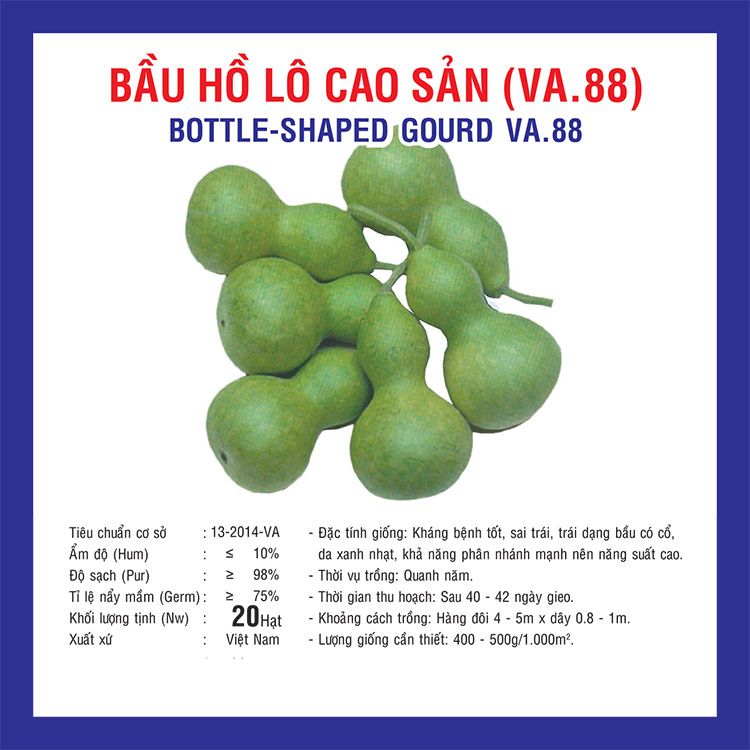 BẦU HỒ LÔ CAO SẢN (VA.88)
BOTTLE-SHAPED GOURD VA.88
Tiêu chuẩn cơ sở : 13-2014-VA
Ẩm độ (Hum) : ≤ 10%
Độ sạch (Pur) : ≥ 98%
Tỉ lệ nẩy mầm (Germ) : ≥ 75%
Khối lượng tịnh (Nw) : 20Hạt
Xuất xứ : Việt Nam
- Đặc tính giống: Kháng bệnh tốt, sai trái, trái dạng bầu có cổ,
da xanh nhạt, khả năng phân nhánh mạnh nên năng suất cao.
- Thời vụ trồng: Quanh năm.
- Thời gian thu hoạch: Sau 40 - 42 ngày gieo.
- Khoảng cách trồng: Hàng đôi 4 - 5m x dây 0.8 - 1m.
- Lượng giống cần thiết: 400 - 500g/1.000m².